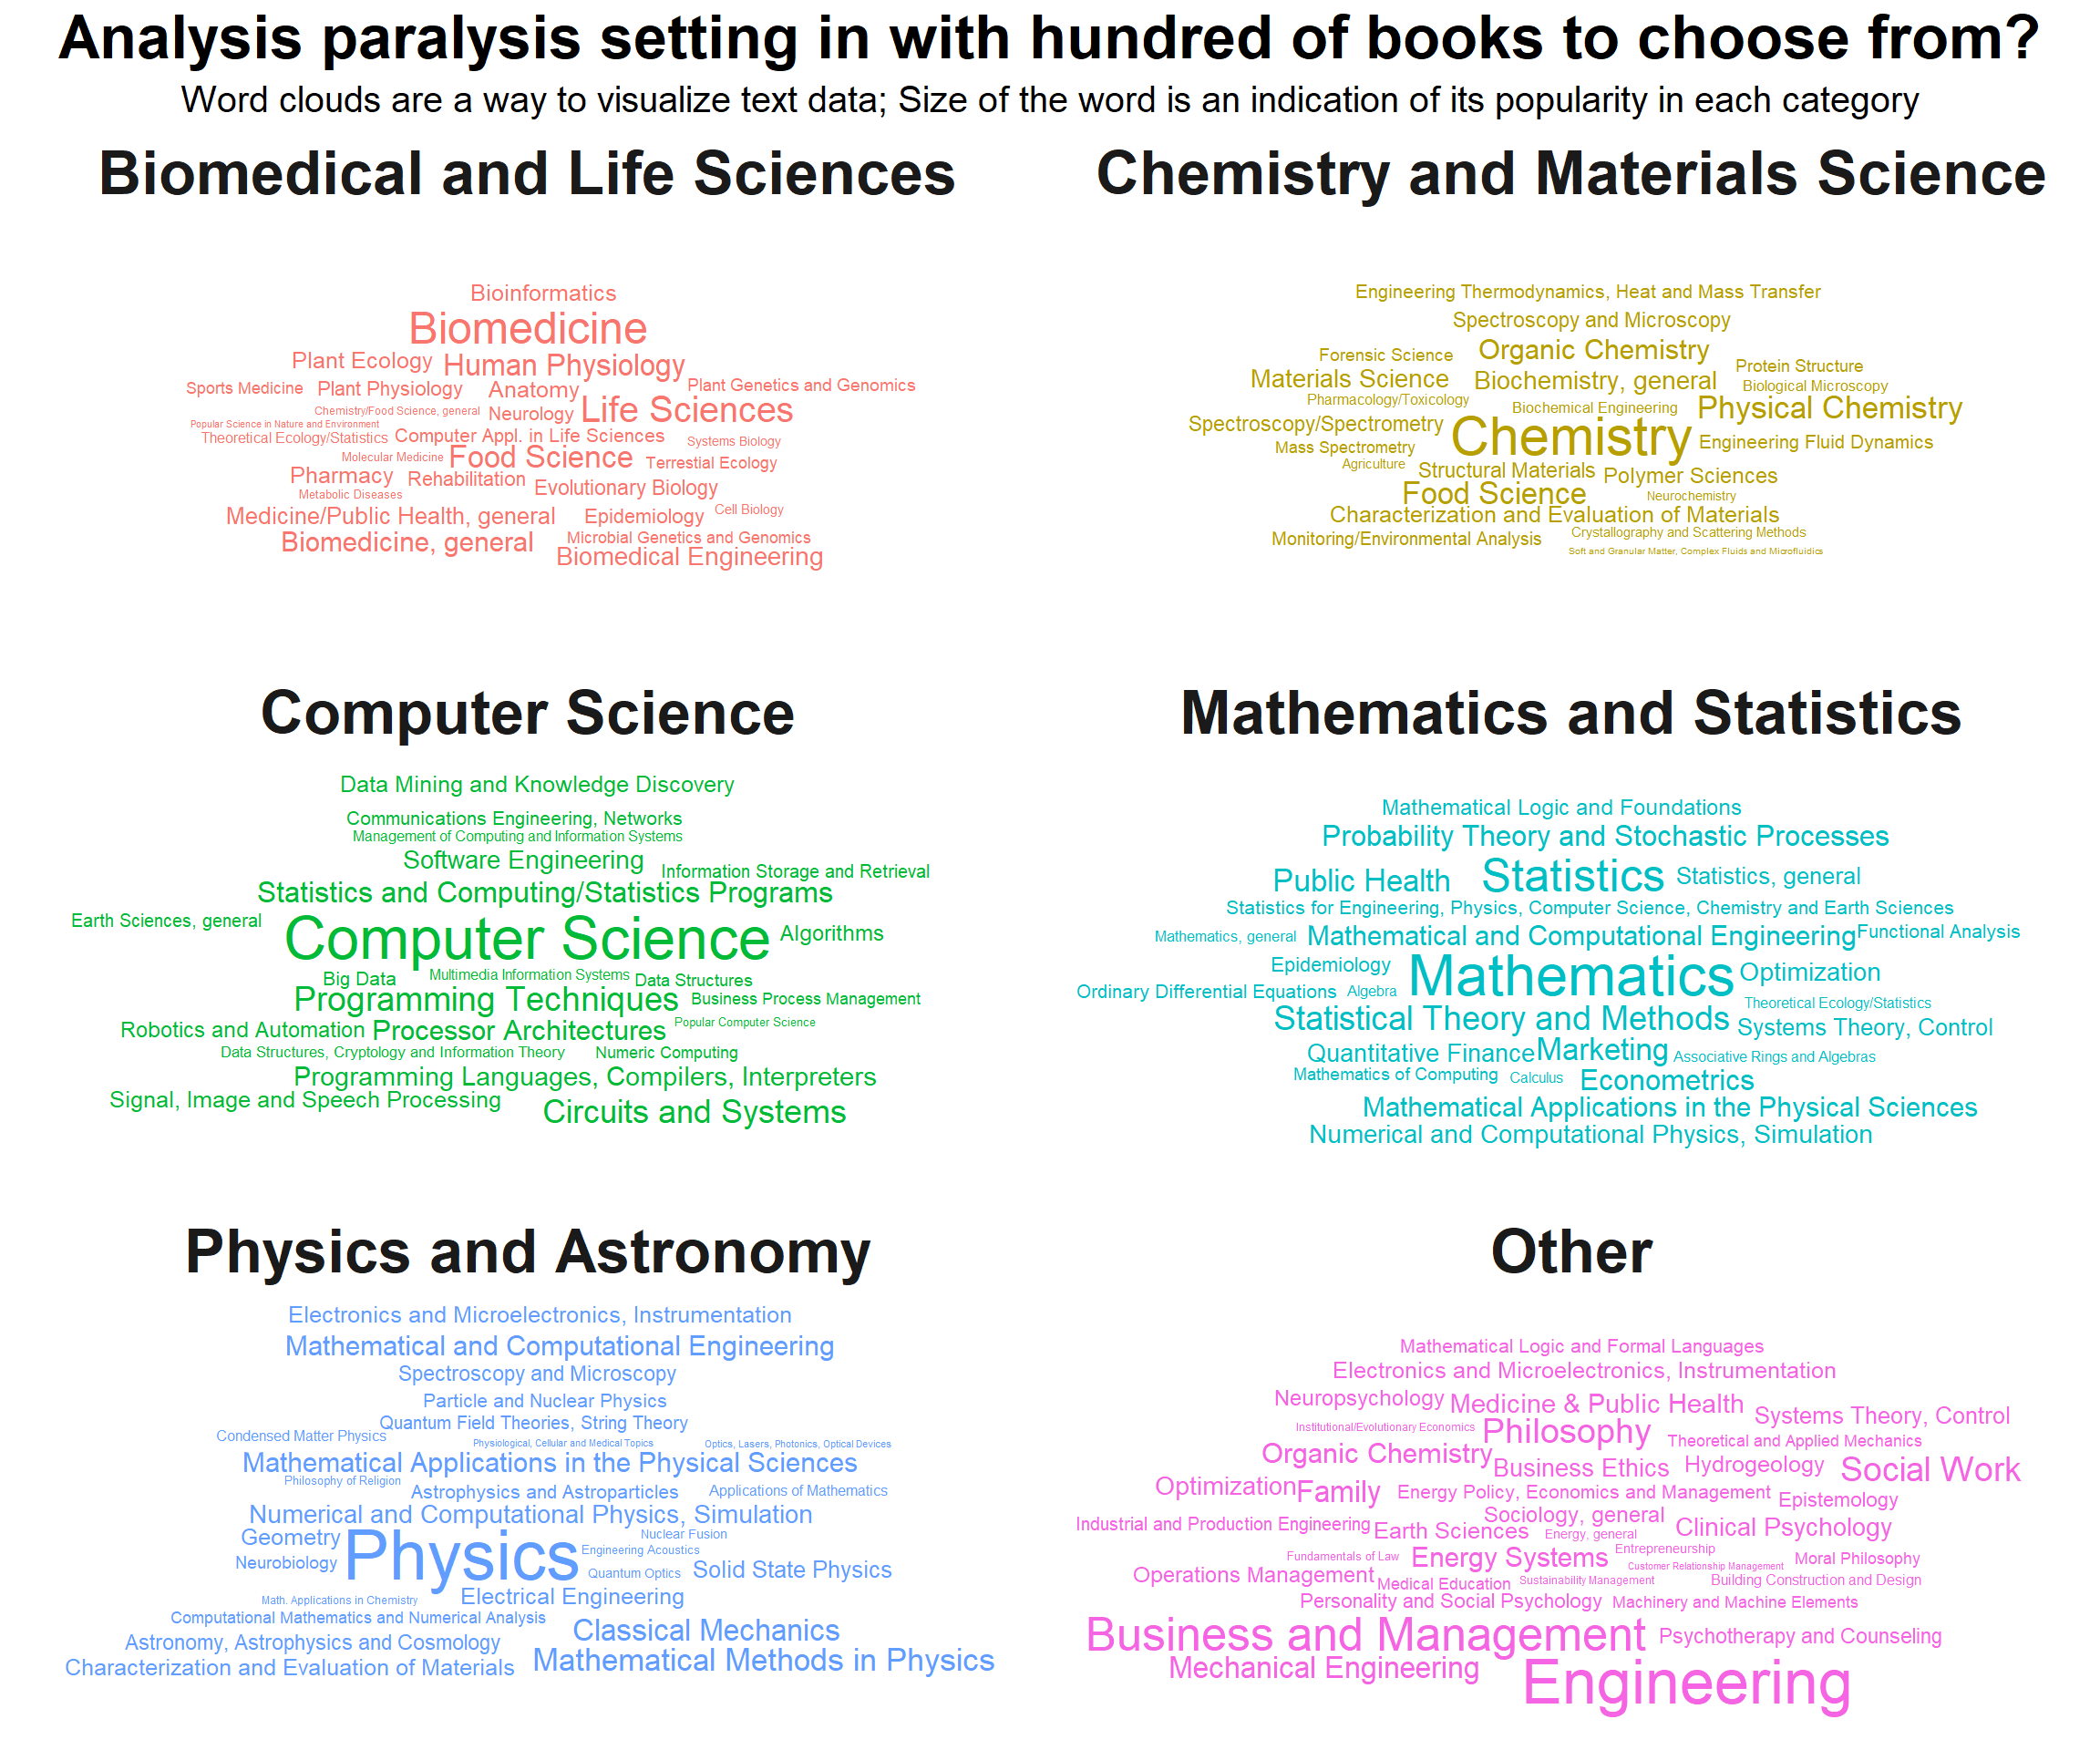 Analysis paralysis setting in with hundred of books to choose from?
Word clouds are a way to visualize text data; Size of the word is an indication of its popularity in each category
Biomedical and Life Sciences
Bioinformatics
Biomedicine
Plant Ecology
Human Physiology
Sports Medicine
Plant Physiology
Anatomy
Plant Genetics and Genomics
Chemistry/Food Science, general
Neurology
Life Sciences
Popular Science in Nature and Environment
Theoretical Ecology/Statistics
Computer Appl. in Life Sciences
Systems Biology
Molecular Medicine
Food Science
Terrestial Ecology
Pharmacy
Rehabilitation
Evolutionary Biology
Metabolic Diseases
Medicine/Public Health, general
Epidemiology
Cell Biology
Biomedicine, general
Microbial Genetics and Genomics
Biomedical Engineering
Chemistry and Materials Science
Engineering Thermodynamics, Heat and Mass Transfer
Spectroscopy and Microscopy
Forensic Science
Organic Chemistry
Protein Structure
Materials Science
Biochemistry, general
Biological Microscopy
Pharmacology/Toxicology
Biochemical Engineering
Physical Chemistry
Spectroscopy/Spectrometry
Chemistry
Engineering Fluid Dynamics
Mass Spectrometry
Agriculture
Structural Materials
Polymer Sciences
Food Science
Neurochemistry
Characterization and Evaluation of Materials
Monitoring/Environmental Analysis
Crystallography and Scattering Methods
Soft and Granular Matter, Complex Fluids and Microfluidics
Computer Science
Data Mining and Knowledge Discovery
Communications Engineering, Networks
Management of Computing and Information Systems
Software Engineering
Information Storage and Retrieval
Statistics and Computing/Statistics Programs
Earth Sciences, general
Computer Science
Algorithms
Big Data
Multimedia Information Systems
Data Structures
Programming Techniques
Business Process Management
Robotics and Automation
Processor Architectures
Popular Computer Science
Data Structures, Cryptology and Information Theory
Numeric Computing
Programming Languages, Compilers, Interpreters
Signal, Image and Speech Processing
Circuits and Systems
Mathematics and Statistics
Mathematical Logic and Foundations
Probability Theory and Stochastic Processes
Public Health
Statistics
Statistics, general
Statistics for Engineering, Physics, Computer Science, Chemistry and Earth Sciences
Mathematics, general
Mathematical and Computational Engineering
Functional Analysis
Epidemiology
Mathematics
Optimization
Ordinary Differential Equations
Algebra
Theoretical Ecology/Statistics
Statistical Theory and Methods
Systems Theory, Control
Quantitative Finance
Marketing
Associative Rings and Algebras
Mathematics of Computing
Calculus
Econometrics
Mathematical Applications in the Physical Sciences
Numerical and Computational Physics, Simulation
Physics and Astronomy
Electronics and Microelectronics, Instrumentation
Mathematical and Computational Engineering
Spectroscopy and Microscopy
Particle and Nuclear Physics
Quantum Field Theories, String Theory
Condensed Matter Physics
Physiological, Cellular and Medical Topics
Optics, Lasers, Photonics, Optical Devices
Mathematical Applications in the Physical Sciences
Philosophy of Religion
Astrophysics and Astroparticles
Applications of Mathematics
Numerical and Computational Physics, Simulation
Geometry
Physics
Nuclear Fusion
Engineering Acoustics
Neurobiology
Quantum Optics
Solid State Physics
Math. Applications in Chemistry
Electrical Engineering
Computational Mathematics and Numerical Analysis
Classical Mechanics
Astronomy, Astrophysics and Cosmology
Mathematical Methods in Physics
Characterization and Evaluation of Materials
Other
Mathematical Logic and Formal Languages
Electronics and Microelectronics, Instrumentation
Neuropsychology
Medicine & Public Health
Systems Theory, Control
Institutional/Evolutionary Economics
Philosophy
Theoretical and Applied Mechanics
Organic Chemistry
Business Ethics
Hydrogeology
Social Work
Optimization
Family
Energy Policy, Economics and Management
Epistemology
Sociology, general
Industrial and Production Engineering
Earth Sciences
Energy, general
Clinical Psychology
Entrepreneurship
Fundamentals of Law
Energy Systems
Customer Relationship Management
Moral Philosophy
Operations Management
Medical Education
Sustainability Management
Building Construction and Design
Personality and Social Psychology
Machinery and Machine Elements
Business and Management
Psychotherapy and Counseling
Mechanical Engineering
Engineering